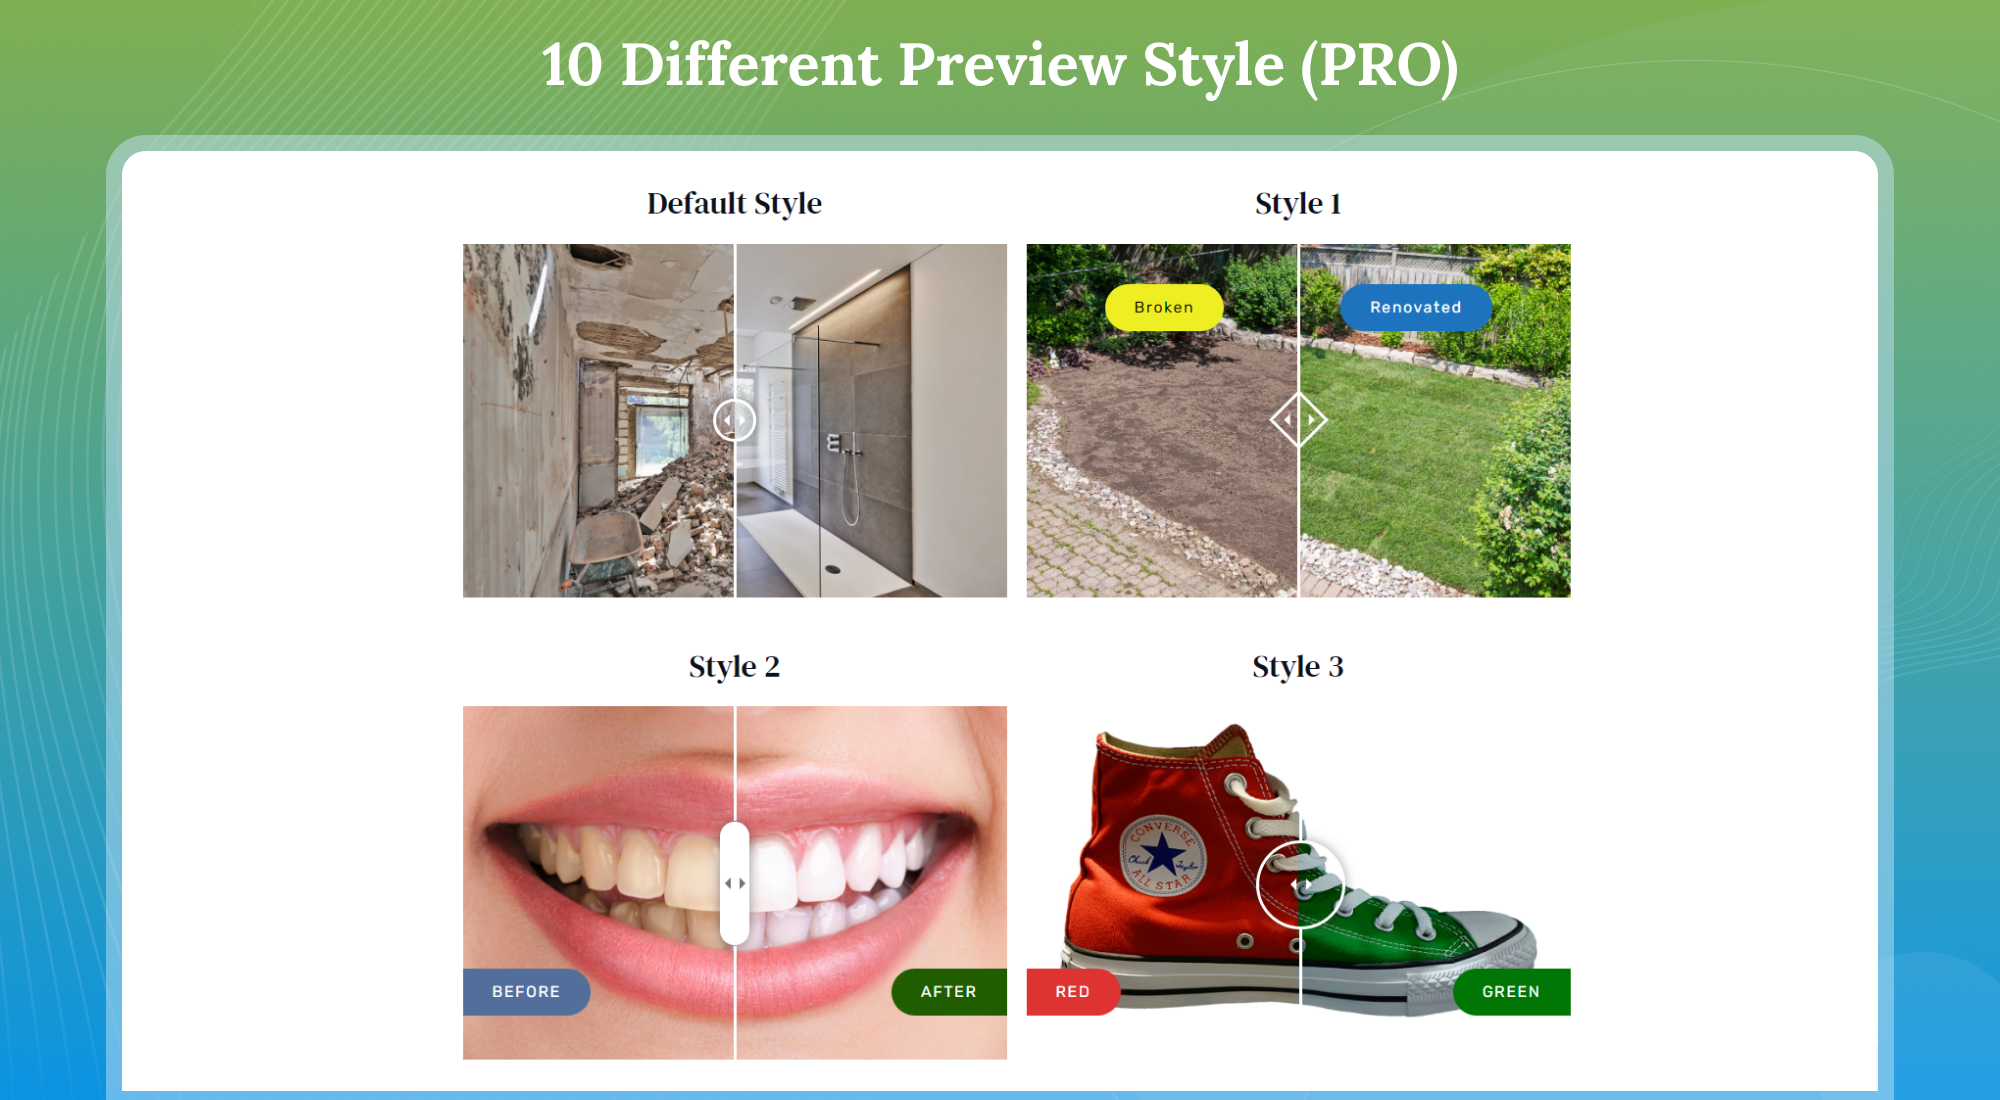 10 Different Preview Style (PRO)
Default Style
Style 1
Broken
Renovated
Style 2
Style 3
CONVERSE
Chuck Taylor
ALL STAR
BEFORE
AFTER
RED
GREEN